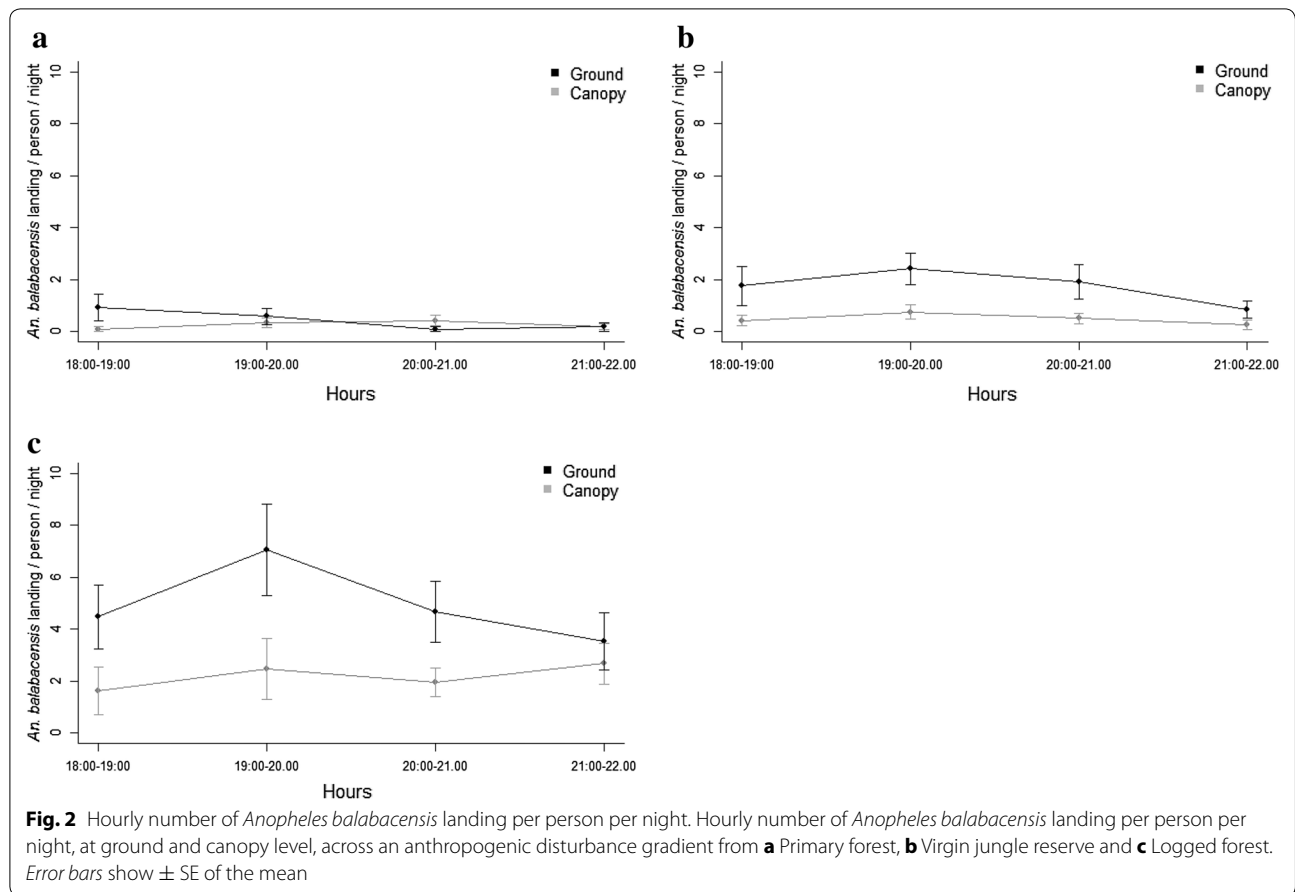 a
An. balabacensis landing / person / night
10
8
6
4
2
0
Ground
Canopy
18:00-19:00 19:00-20.00 20:00-21.00 21:00-22.00
Hours
b
An. balabacensis landing / person / night
10
8
6
4
2
0
Ground
Canopy
18:00-19:00 19:00-20.00 20:00-21.00 21:00-22.00
Hours
c
An. balabacensis landing / person / night
10
8
6
4
2
0
Ground
Canopy
18:00-19:00 19:00-20.00 20:00-21.00 21:00-22.00
Hours
Fig. 2 Hourly number of Anopheles balabacensis landing per person per night. Hourly number of Anopheles balabacensis landing per person per
night, at ground and canopy level, across an anthropogenic disturbance gradient from a Primary forest, b Virgin jungle reserve and c Logged forest.
Error bars show ± SE of the mean